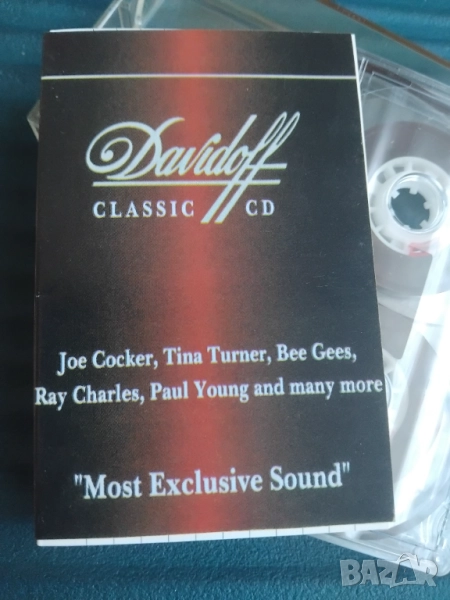 Davidoff
CLASSIC CD
Joe Cocker, Tina Turner, Bee Gees,
Ray Charles, Paul Young and many more
"Most Exclusive Sound"
BAZAR